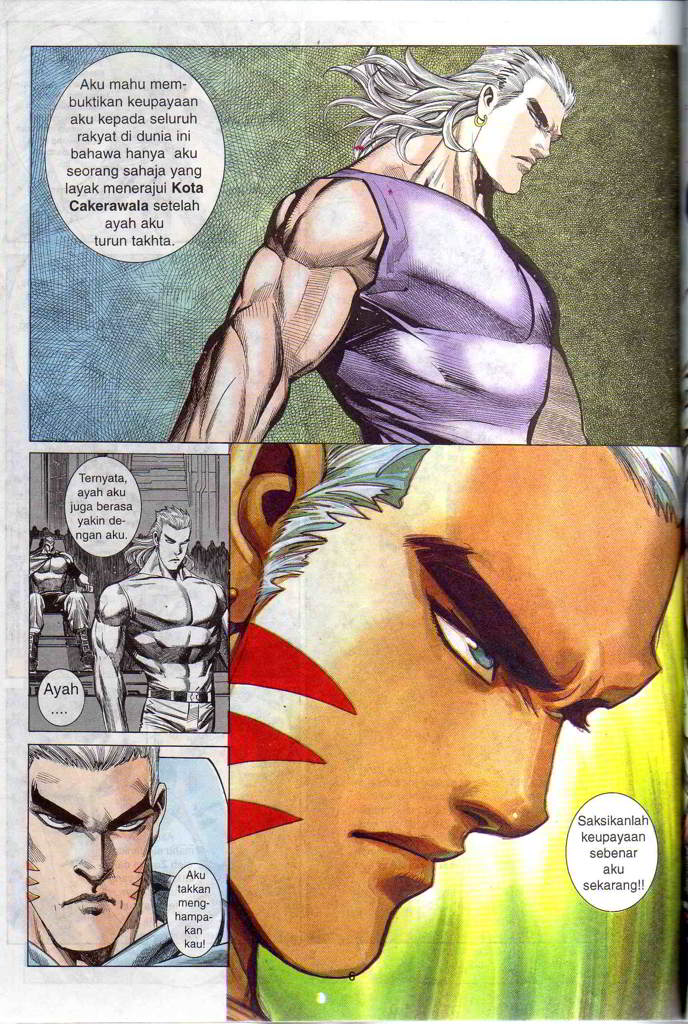 Aku mahu mem-
buktikan keupayaan
aku kepada seluruh
rakyat di dunia ini
bahawa hanya aku
seorang sahaja yang
layak menerajui Kota
Cakerawala setelah
ayah aku
turun takhta.
Ternyata,
ayah aku
juga berasa
yakin de-
ngan aku.
Ayah
....
Aku
takkan
meng-
hampa-
kan
kau!
Saksikanlah
keupayaan
sebenar
aku
sekarang!!
6